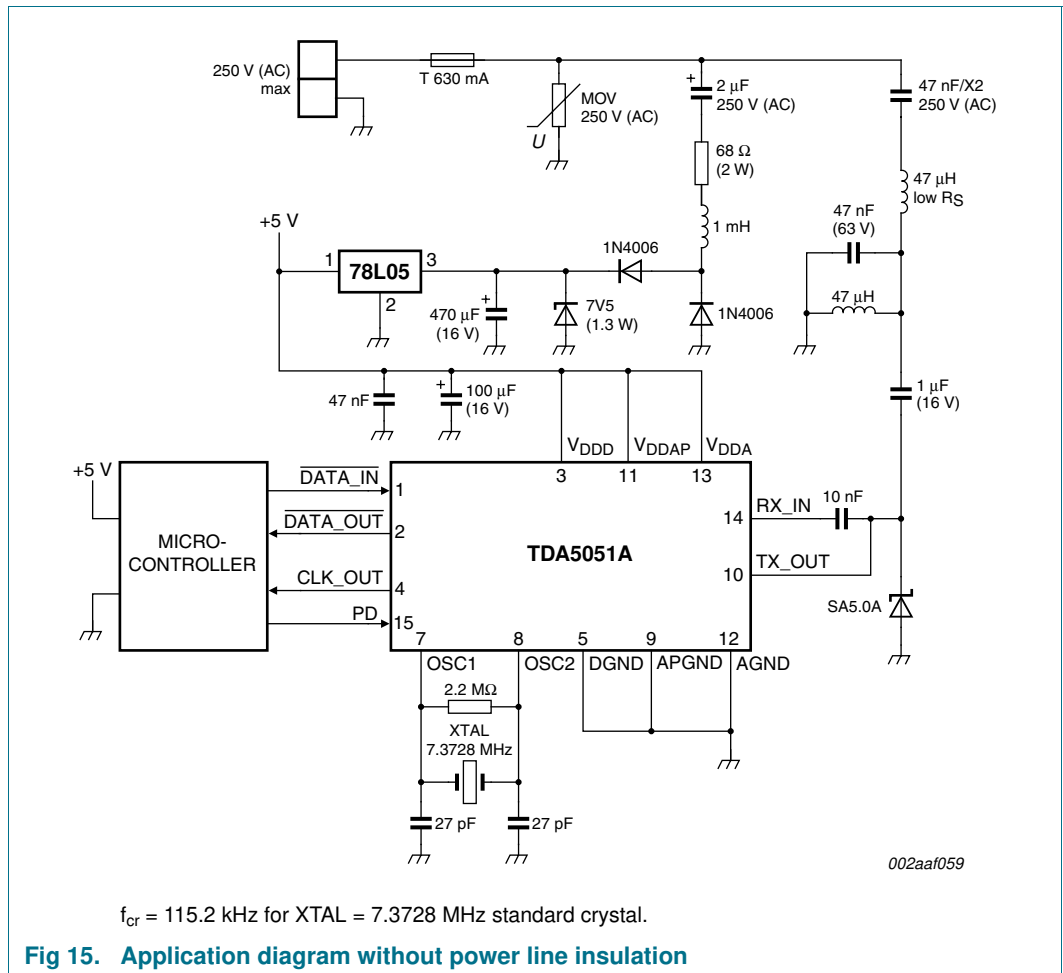 250 V (AC)
max
T 630 mA
MOV
250 V (AC)
U
+
2 μF
250 V (AC)
47 nF/X2
250 V (AC)
68 Ω
(2 W)
1 mH
47 μH
low RS
47 nF
(63 V)
47 μH
+5 V
1
78L05
3
2
+
470 μF
(16 V)
7V5
(1.3 W)
1N4006
1N4006
1 μF
(16 V)
47 nF
+
100 μF
(16 V)
VDDD
VDDAP
VDDA
3
11
13
+5 V
MICRO-
CONTROLLER
DATA_IN
1
DATA_OUT
2
CLK_OUT
4
PD
15
TDA5051A
14
RX_IN
10 nF
10
TX_OUT
SA5.0A
7
8
5
9
12
OSC1
OSC2
DGND
APGND
AGND
2.2 MΩ
XTAL
7.3728 MHz
27 pF
27 pF
002aaf059
fcr = 115.2 kHz for XTAL = 7.3728 MHz standard crystal.
Fig 15. Application diagram without power line insulation